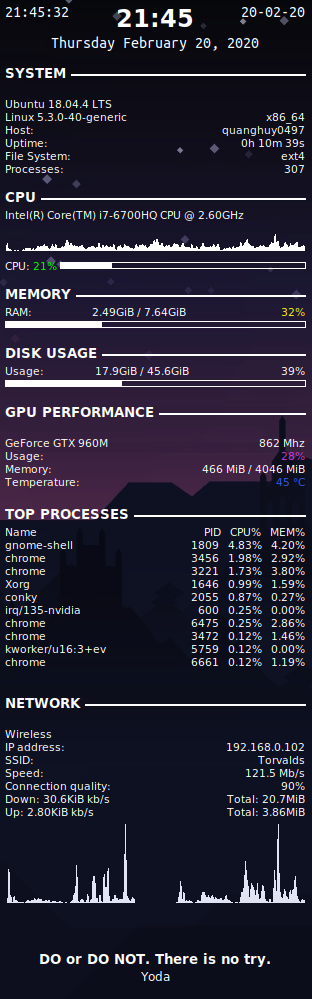 21:45:32 21:45 20-02-20
Thursday February 20, 2020
SYSTEM
Ubuntu 18.04.4 LTS
Linux 5.3.0-40-generic x86_64
Host: quanghuy0497
Uptime: 0h 10m 39s
File System: ext4
Processes: 307
CPU
Intel(R) Core(TM) i7-6700HQ CPU @ 2.60GHz
CPU: 21%
MEMORY
RAM: 2.49GiB / 7.64GiB 32%
DISK USAGE
Usage: 17.9GiB / 45.6GiB 39%
GPU PERFORMANCE
GeForce GTX 960M 862 Mhz
Usage: 28%
Memory: 466 MiB / 4046 MiB
Temperature: 45 °C
TOP PROCESSES
Name PID CPU% MEM%
gnome-shell 1809 4.83% 4.20%
chrome 3456 1.98% 2.92%
chrome 3221 1.73% 3.80%
Xorg 1646 0.99% 1.59%
conky 2055 0.87% 0.27%
irq/135-nvidia 600 0.25% 0.00%
chrome 6475 0.25% 2.86%
chrome 3472 0.12% 1.46%
kworker/u16:3+ev 5759 0.12% 0.00%
chrome 6661 0.12% 1.19%
NETWORK
Wireless
IP address: 192.168.0.102
SSID: Torvalds
Speed: 121.5 Mb/s
Connection quality: 90%
Down: 30.6KiB kb/s Total: 20.7MiB
Up: 2.80KiB kb/s Total: 3.86MiB
DO or DO NOT. There is no try.
Yoda